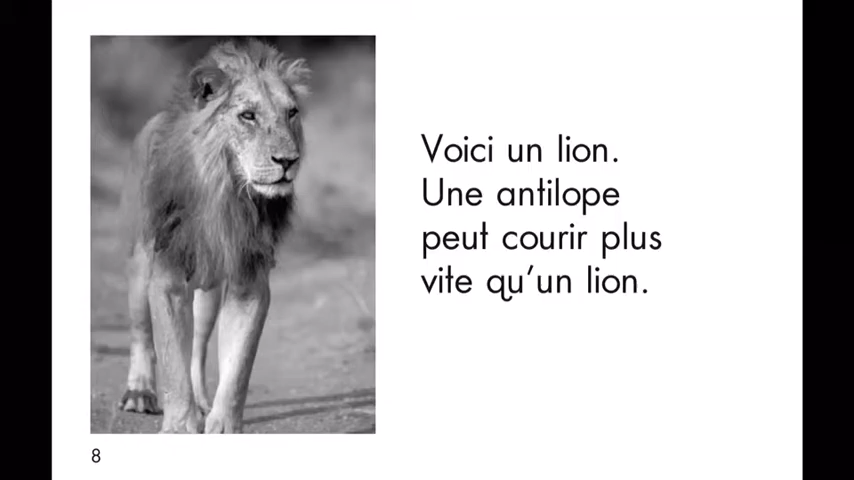 Voici un lion.
Une antilope
peut courir plus
vite qu'un lion.
8